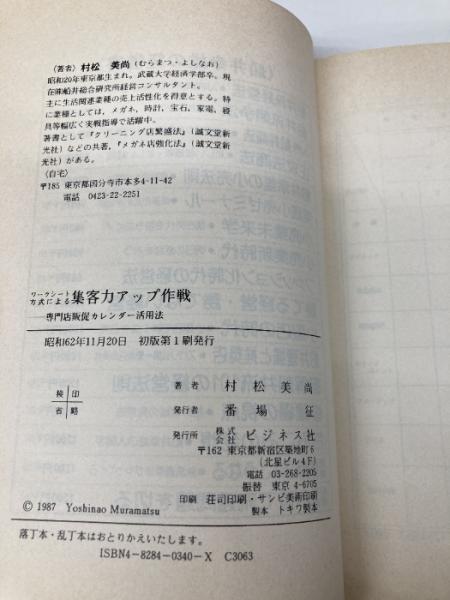 〈著者〉村松 美尚(むらまつ・よしなお)
昭和20年東京都生まれ。武蔵大学経済学部卒。現
在㈱船井総合研究所経営コンサルタント。
主に生活関連業種の売上活性化を得意とする。特
に業種としては、メガネ、時計、宝石、家電、寝
具等幅広く実戦指導で活躍中。
著書として『クリーニング店繁盛法』(誠文堂新
光社)などの共著,『メガネ店強化法』(誠文堂新
光社)がある。
〈自宅〉
〒185 東京都国分寺市本多4-11-42
電話 0423-22-2251
ワークシート方式による集客力アップ作戦
──専門店販促カレンダー活用法
昭和62年11月20日 初版第1刷発行
検印
省略
著者 村松美尚
発行者 番場 征
発行所 株式会社 ビジネス社
〒162 東京都新宿区築地町6
(北星ビル4F)
電話 03-268-2205
振替 東京4-6705
印刷 荘司印刷・サンビ美術印刷
製本 トキワ製本
© 1987 Yoshinao Muramatsu
落丁本・乱丁本はおとりかえいたします。
ISBN4-8284-0340-X C3063